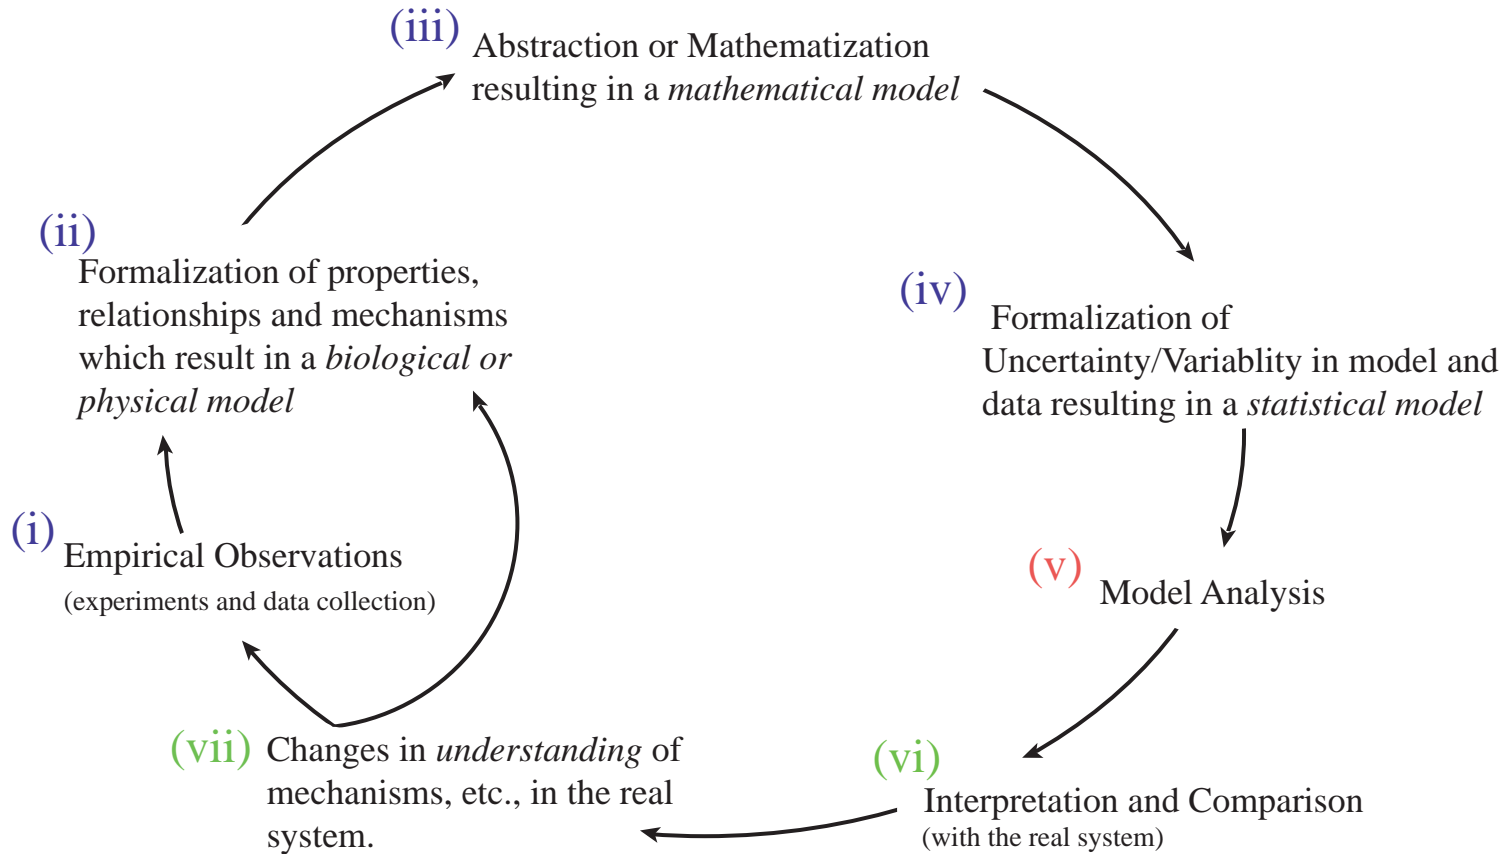 (iii)
Abstraction or Mathematization
resulting in a mathematical model
(ii)
Formalization of properties,
relationships and mechanisms
which result in a biological or
physical model
(iv)
Formalization of
Uncertainty/Variablity in model and
data resulting in a statistical model
(i)
Empirical Observations
(experiments and data collection)
(v)
Model Analysis
(vii)
Changes in understanding of
mechanisms, etc., in the real
system.
(vi)
Interpretation and Comparison
(with the real system)